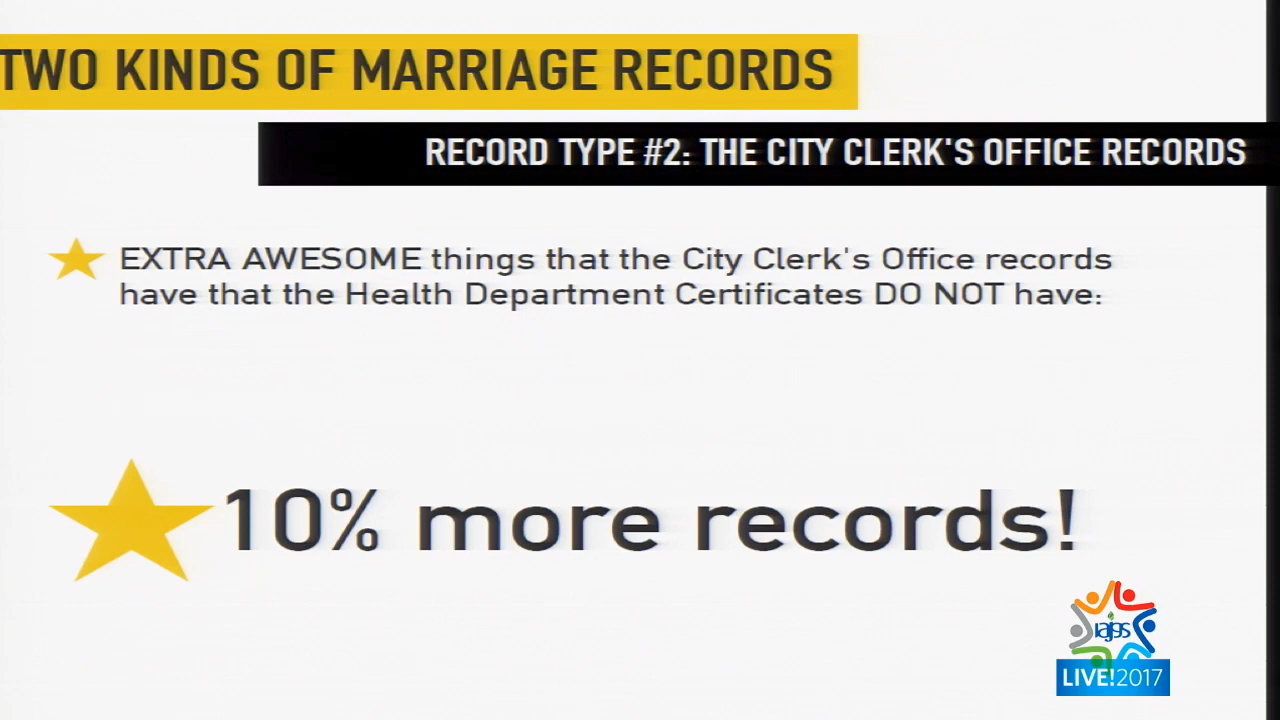 TWO KINDS OF MARRIAGE RECORDS
RECORD TYPE #2: THE CITY CLERK'S OFFICE RECORDS
EXTRA AWESOME things that the City Clerk's Office records
have that the Health Department Certificates DO NOT have:
10% more records!
iajgs
LIVE!2017